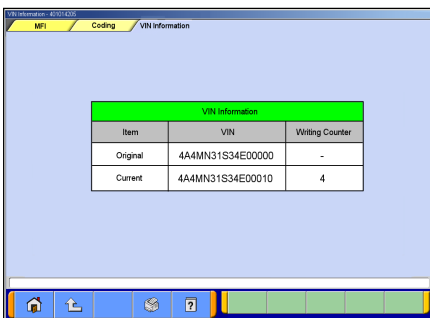 VIN Information - 401014205
MFI Coding VIN Information
VIN Information
Item VIN Writing Counter
Original 4A4MN31S34E00000 -
Current 4A4MN31S34E00010 4
?